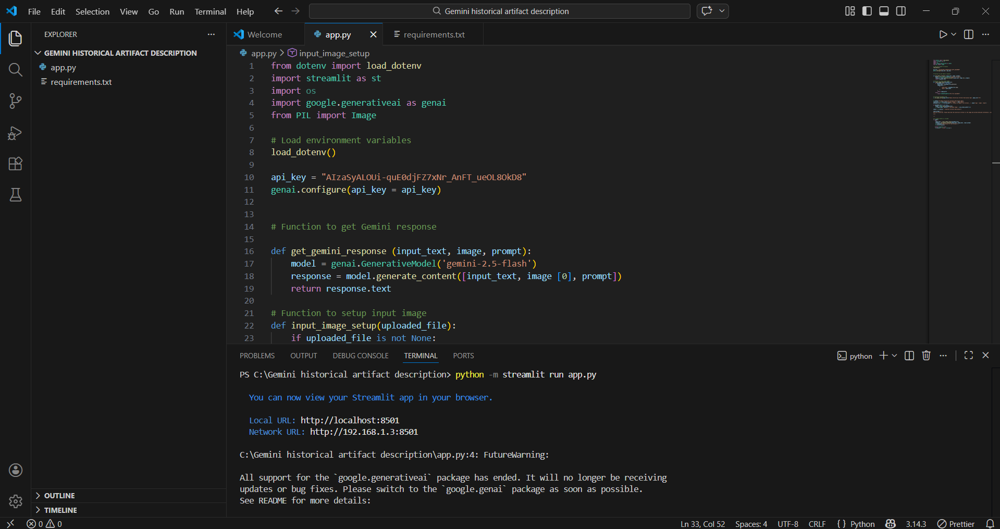 File Edit Selection View Go Run Terminal Help
Gemini historical artifact description
EXPLORER
GEMINI HISTORICAL ARTIFACT DESCRIPTION
app.py
requirements.txt
OUTLINE
TIMELINE
Welcome
app.py
requirements.txt
app.py > input_image_setup
1 from dotenv import load_dotenv
2 import streamlit as st
3 import os
4 import google.generativeai as genai
5 from PIL import Image
6
7 # Load environment variables
8 load_dotenv()
9
10 api_key = "AIzaSyALOUi-quE0djFZ7xNr_AnFT_ueOL8OkD8"
11 genai.configure(api_key = api_key)
12
13
14 # Function to get Gemini response
15
16 def get_gemini_response (input_text, image, prompt):
17 model = genai.GenerativeModel('gemini-2.5-flash')
18 response = model.generate_content([input_text, image [0], prompt])
19 return response.text
20
21 # Function to setup input image
22 def input_image_setup(uploaded_file):
23 if uploaded_file is not None:
PROBLEMS OUTPUT DEBUG CONSOLE TERMINAL PORTS
python
PS C:\Gemini historical artifact description> python -m streamlit run app.py
You can now view your Streamlit app in your browser.
Local URL: http://localhost:8501
Network URL: http://192.168.1.3:8501
C:\Gemini historical artifact description\app.py:4: FutureWarning:
All support for the `google.generativeai` package has ended. It will no longer be receiving
updates or bug fixes. Please switch to the `google.genai` package as soon as possible.
See README for more details:
0 0
Ln 33, Col 52 Spaces: 4 UTF-8 CRLF { } Python 3.14.3 Prettier